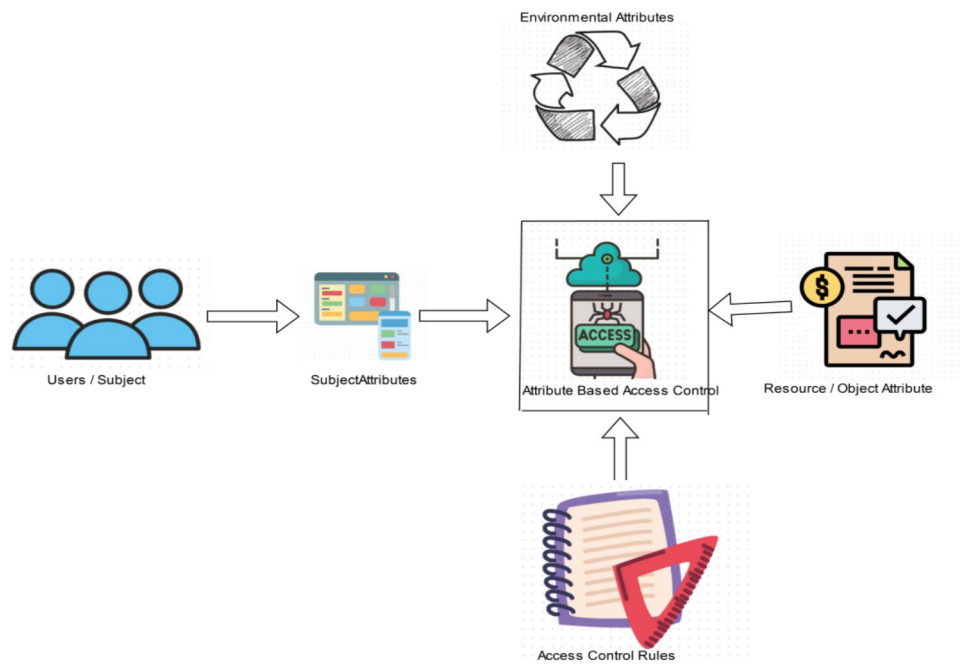 Environmental Attributes
ACCESS
Users / Subject
SubjectAttributes
Attribute Based Access Control
$
Resource / Object Attribute
Access Control Rules